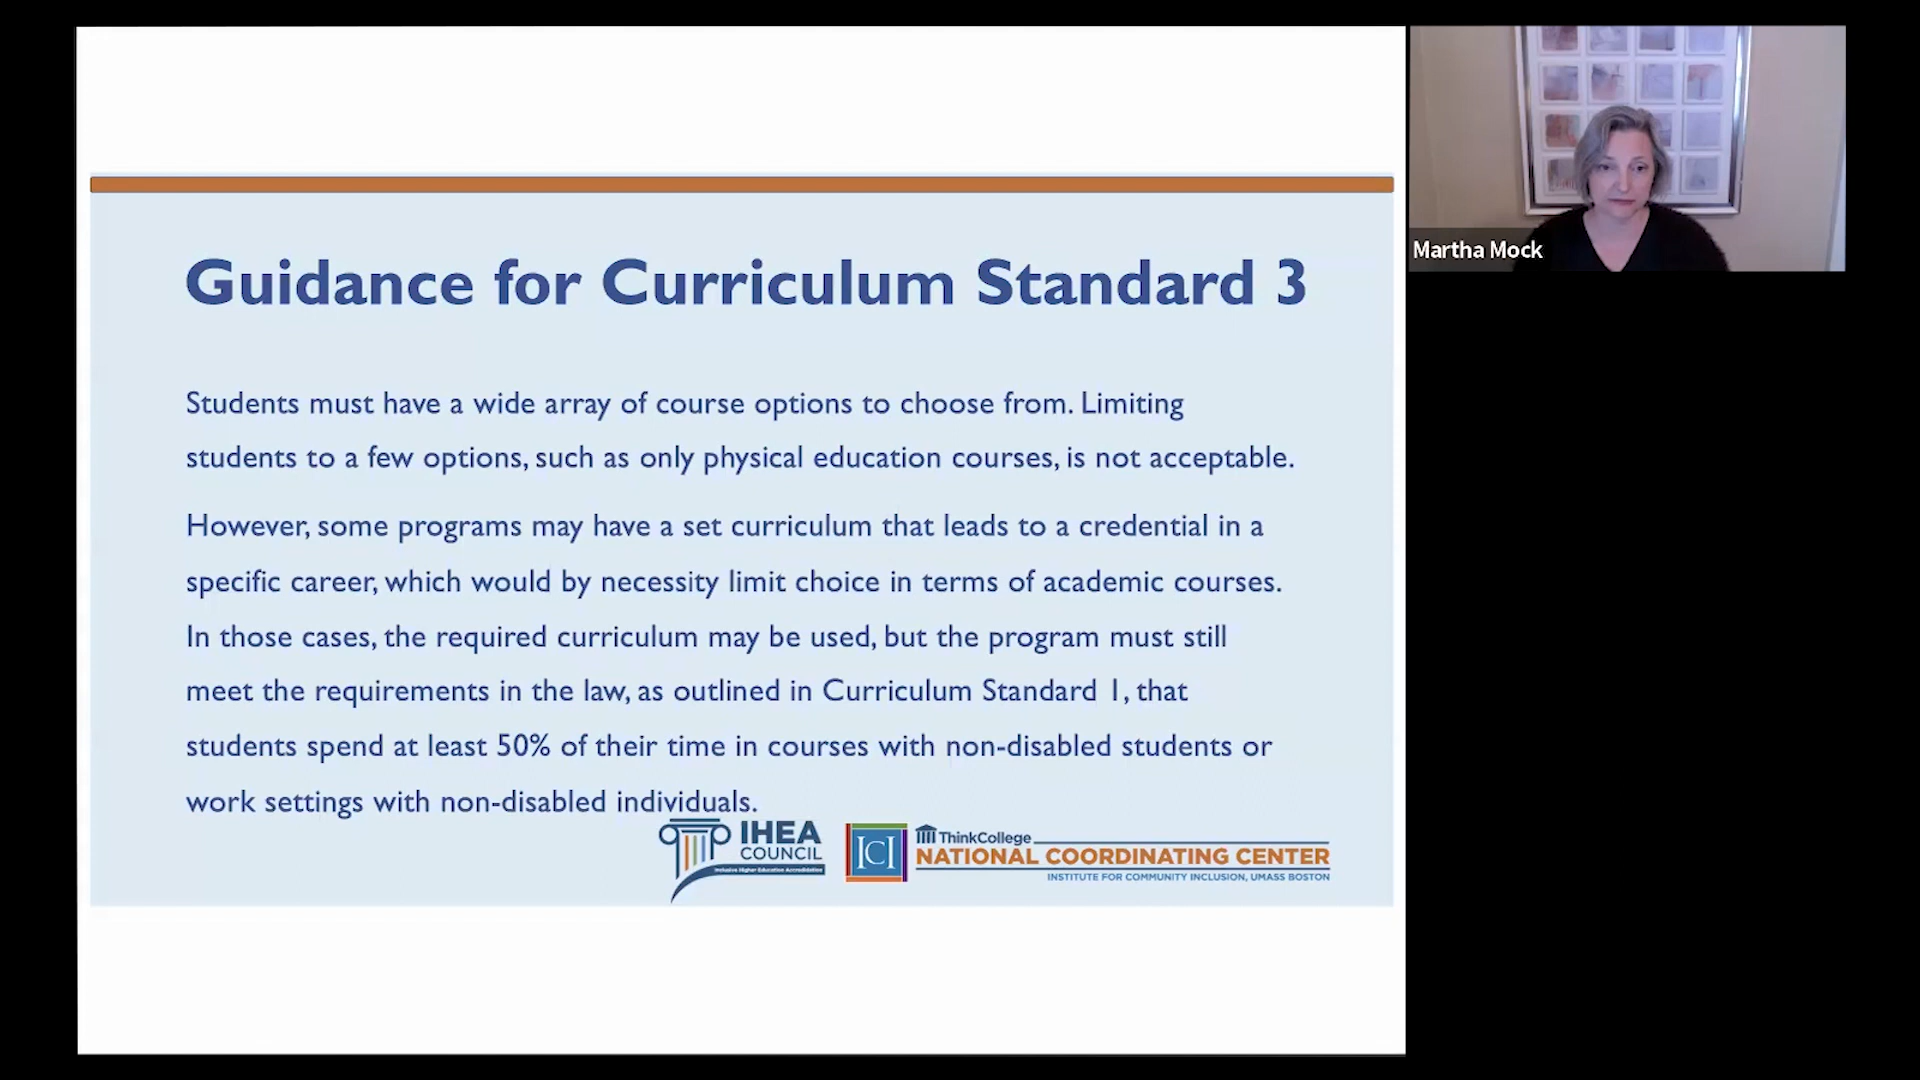 Guidance for Curriculum Standard 3
Students must have a wide array of course options to choose from. Limiting
students to a few options, such as only physical education courses, is not acceptable.
However, some programs may have a set curriculum that leads to a credential in a
specific career, which would by necessity limit choice in terms of academic courses.
In those cases, the required curriculum may be used, but the program must still
meet the requirements in the law, as outlined in Curriculum Standard 1, that
students spend at least 50% of their time in courses with non-disabled students or
work settings with non-disabled individuals.
IHEA
COUNCIL
Inclusive Higher Education Accreditation
ICI
ThinkCollege
NATIONAL COORDINATING CENTER
INSTITUTE FOR COMMUNITY INCLUSION, UMASS BOSTON
Martha Mock